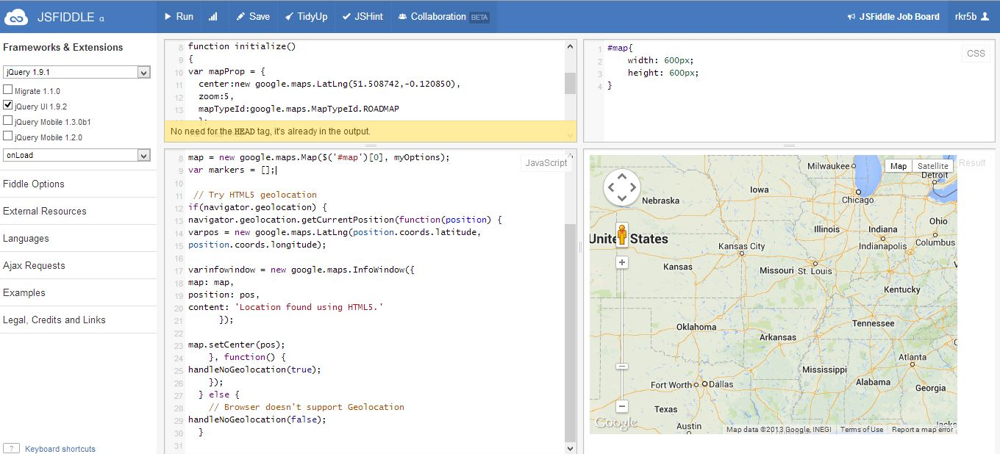 JSFIDDLE α
Run
Save
TidyUp
JSHint
Collaboration BETA
JSFiddle Job Board
rkr5b
Frameworks & Extensions
jQuery 1.9.1
Migrate 1.1.0
jQuery UI 1.9.2
jQuery Mobile 1.3.0b1
jQuery Mobile 1.2.0
onLoad
Fiddle Options
External Resources
Languages
Ajax Requests
Examples
Legal, Credits and Links
? Keyboard shortcuts
8 function initialize()
9 {
10 var mapProp = {
11 center:new google.maps.LatLng(51.508742,-0.120850),
12 zoom:5,
13 mapTypeId:google.maps.MapTypeId.ROADMAP
No need for the HEAD tag, it's already in the output.
JavaScript
8 map = new google.maps.Map($('#map')[0], myOptions);
9 var markers = [];
10
11 // Try HTML5 geolocation
12 if(navigator.geolocation) {
13 navigator.geolocation.getCurrentPosition(function(position) {
14 varpos = new google.maps.LatLng(position.coords.latitude,
15 position.coords.longitude);
16
17 varinfowindow = new google.maps.InfoWindow({
18 map: map,
19 position: pos,
20 content: 'Location found using HTML5.'
21 });
22
23 map.setCenter(pos);
24 }, function() {
25 handleNoGeolocation(true);
26 });
27 } else {
28 // Browser doesn't support Geolocation
29 handleNoGeolocation(false);
30 }
31
CSS
1 #map{
2 width: 600px;
3 height: 600px;
4 }
Result
Map
Satellite
Milwaukee
Detroit
Iowa
Chicago
Nebraska
Ohio
Illinois
Indiana
United States
Kansas City
Indianapolis
Columbus
Kansas
Missouri
St. Louis
Kentucky
Oklahoma
Tennessee
Arkansas
Atlanta
Mississippi
Alabama
Georgia
Fort Worth
Dallas
Texas
Austin
Google
Map data ©2013 Google, INEGI
Terms of Use
Report a map error